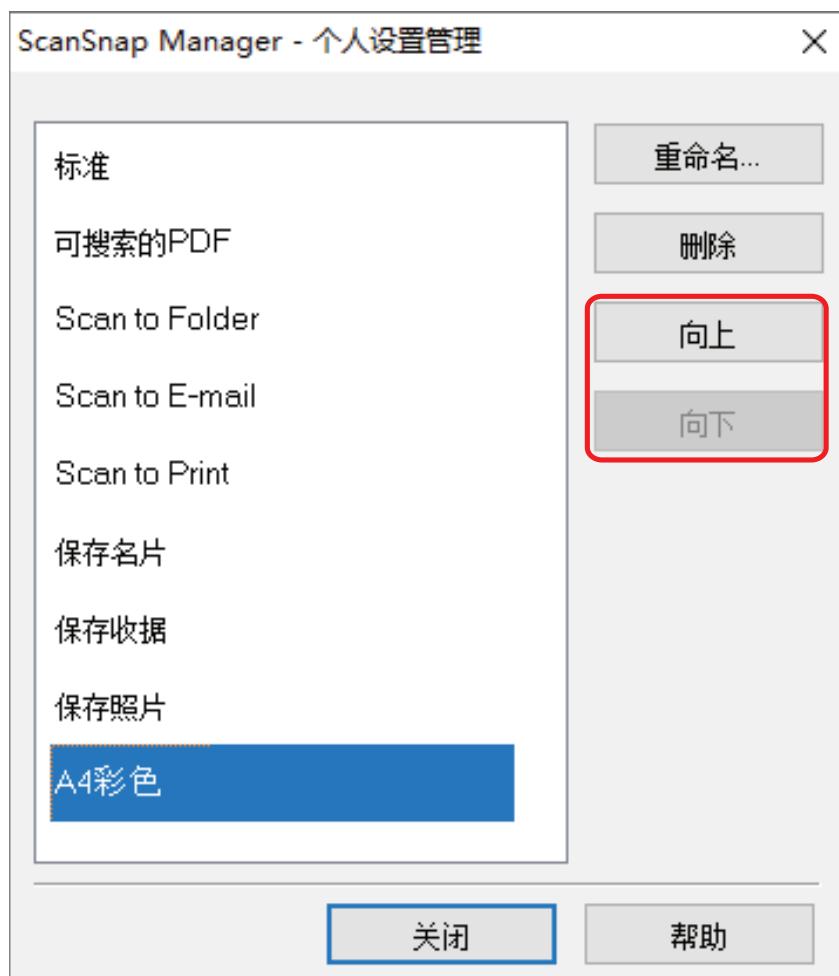 ScanSnap Manager - 个人设置管理
标准
可搜索的PDF
Scan to Folder
Scan to E-mail
Scan to Print
保存名片
保存收据
保存照片
A4彩色
重命名...
删除
向上
向下
关闭
帮助